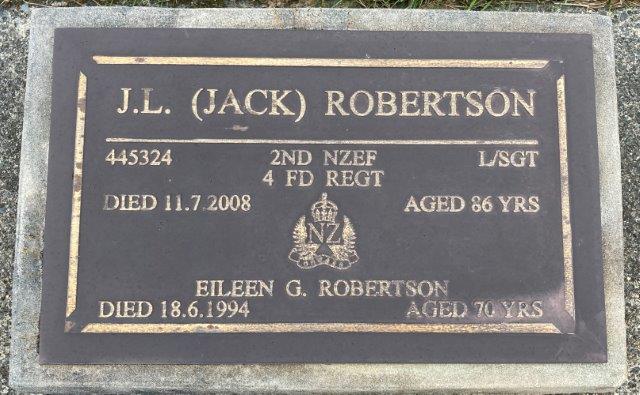 J.L. (JACK) ROBERTSON
445324 2ND NZEF L/SGT
4 FD REGT
DIED 11.7.2008 AGED 86 YRS
NZ
EILEEN G. ROBERTSON
DIED 18.6.1994 AGED 70 YRS